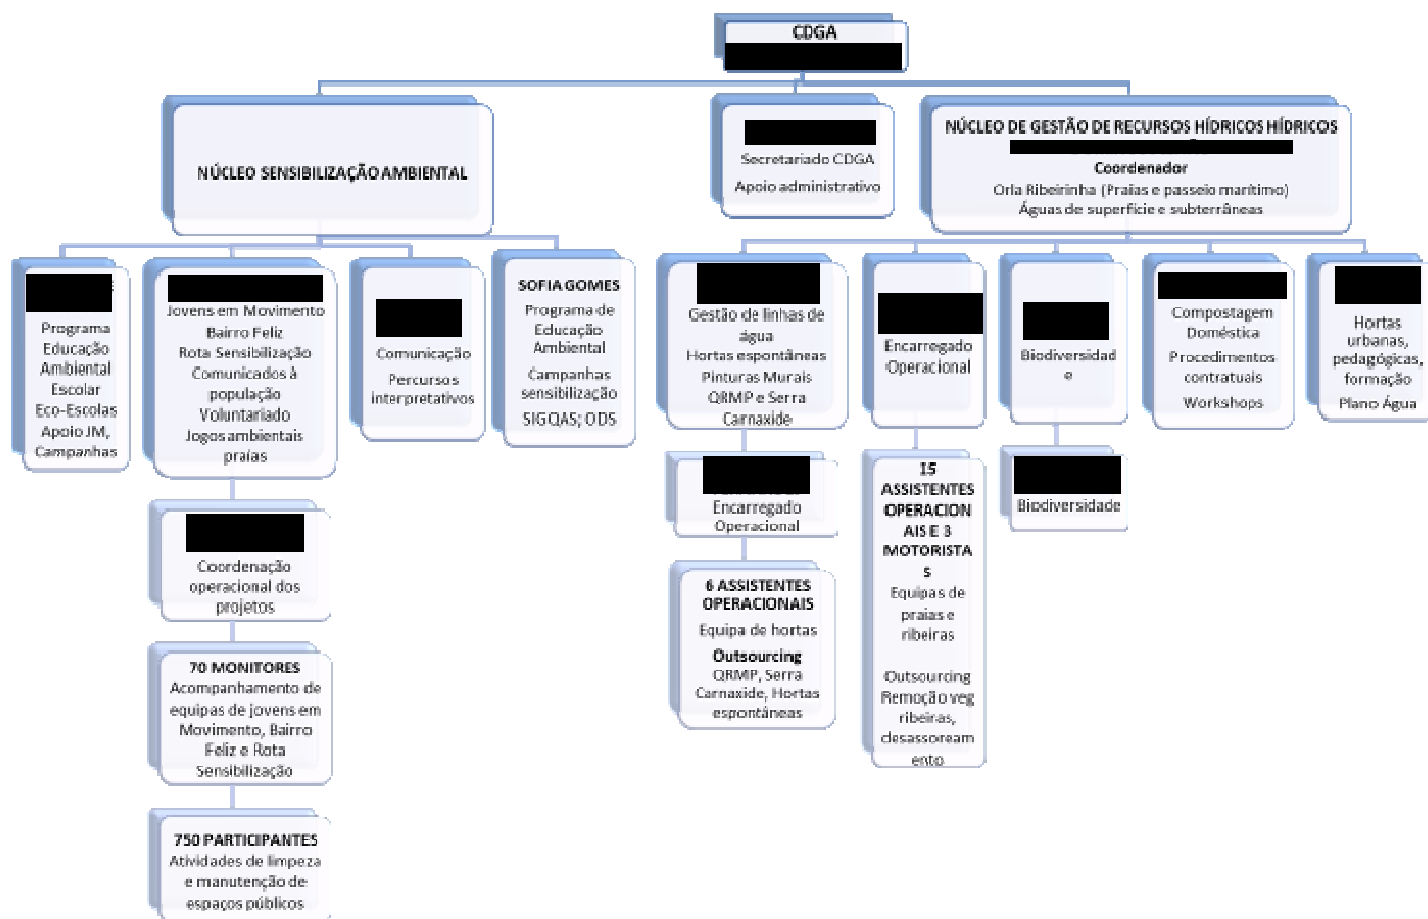 CDGA
NÚCLEO SENSIBILIZAÇÃO AMBIENTAL
Secretariado CDGA
Apoio administrativo
NÚCLEO DE GESTÃO DE RECURSOS HÍDRICOS HÍDRICOS
Coordenador
Orla Ribeirinha (Praias e passeio marítimo)
Águas de superfície e subterrâneas
Programa
Educação
Ambiental
Escolar
Eco-Escolas
Apoio JM,
Campanhas
Jovens em Movimento
Bairro Feliz
Rota Sensibilização
Comunicados à
população
Voluntariado
Jogos ambientais
praias
Comunicação
Percursos
interpretativos
SOFIA GOMES
Programa de
Educação
Ambiental
Campanhas
sensibilização
SIG QAS; ODS
Gestão de linhas de
água
Hortas espontâneas
Pinturas Murais
QRMP e Serra
Carnaxide
Encarregado
Operacional
Biodiversidad
e
Compostagem
Doméstica
Procedimentos
contratuais
Workshops
Hortas
urbanas,
pedagógicas,
formação
Plano Água
Coordenação
operacional dos
projetos
Encarregado
Operacional
15
ASSISTENTES
OPERACION
AIS E 3
MOTORISTA
S
Equipas de
praias e
ribeiras
Outsourcing
Remoção veg
ribeiras,
desassoream
ento
Biodiversidade
6 ASSISTENTES
OPERACIONAIS
Equipa de hortas
Outsourcing
QRMP, Serra
Carnaxide, Hortas
espontâneas
70 MONITORES
Acompanhamento de
equipas de jovens em
Movimento, Bairro
Feliz e Rota
Sensibilização
750 PARTICIPANTES
Atividades de limpeza
e manutenção de
espaços públicos